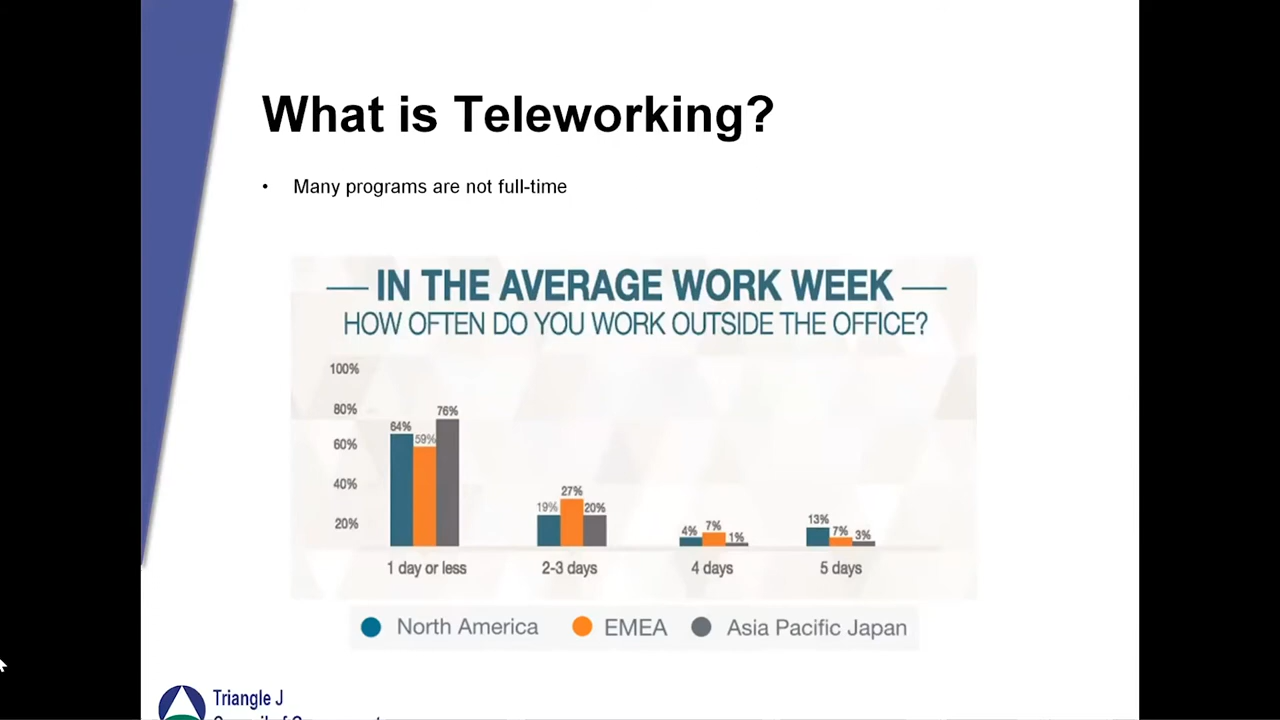 What is Teleworking?
• Many programs are not full-time
IN THE AVERAGE WORK WEEK
HOW OFTEN DO YOU WORK OUTSIDE THE OFFICE?
100%
80%
60%
40%
20%
64% 59% 76%
19% 27% 20%
4% 7% 1%
13% 7% 3%
1 day or less 2-3 days 4 days 5 days
North America EMEA Asia Pacific Japan
Triangle J